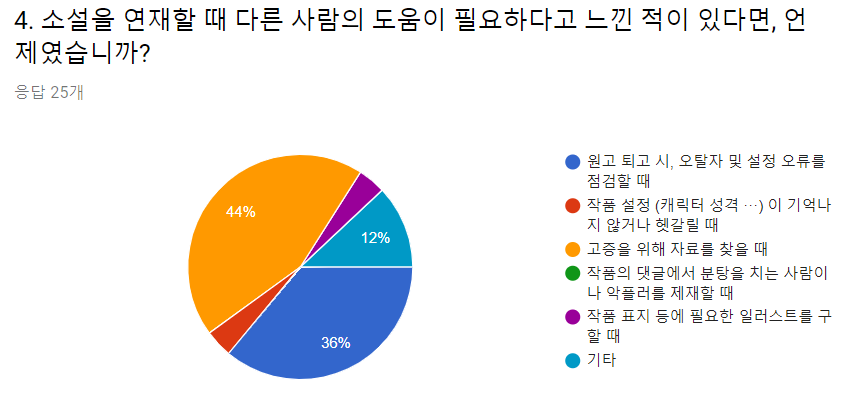 4. 소설을 연재할 때 다른 사람의 도움이 필요하다고 느낀 적이 있다면, 언
제였습니까?
응답 25개
44%
12%
36%
원고 퇴고 시, 오탈자 및 설정 오류를
점검할 때
작품 설정 (캐릭터 성격 …) 이 기억나
지 않거나 헷갈릴 때
고증을 위해 자료를 찾을 때
작품의 댓글에서 분탕을 치는 사람이
나 악플러를 제재할 때
작품 표지 등에 필요한 일러스트를 구
할 때
기타